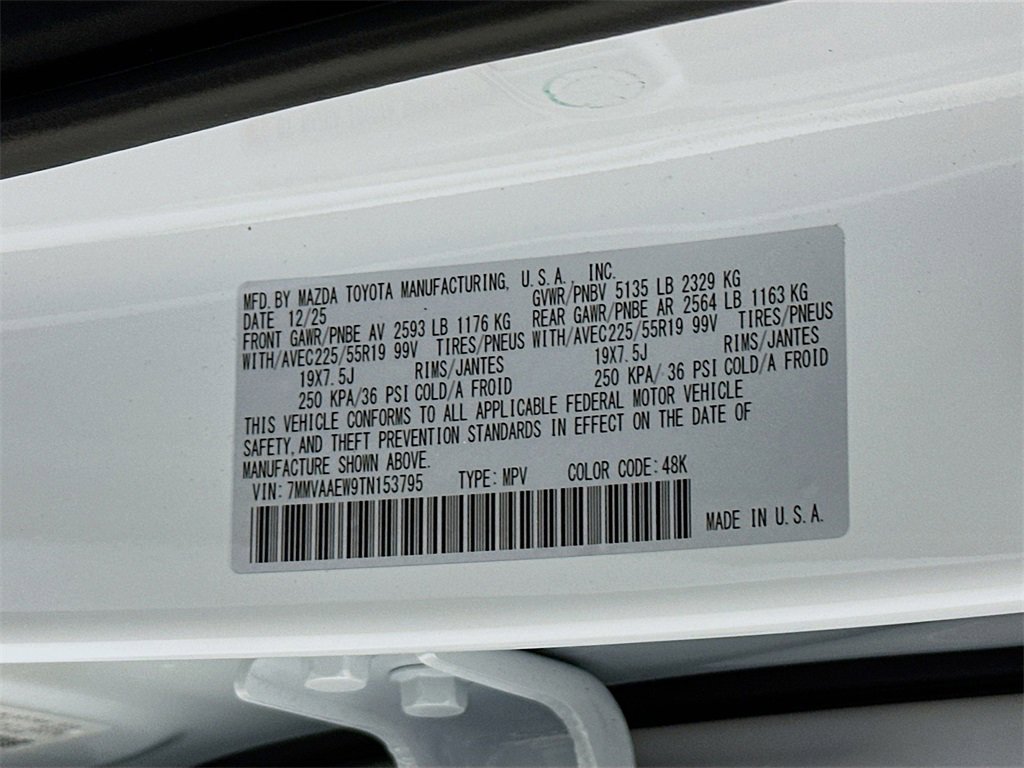 MFD. BY MAZDA TOYOTA MANUFACTURING, U.S.A. INC.
DATE 12/25 GVWR/PNBV 5135 LB 2329 KG
FRONT GAWR/PNBE AV 2593 LB 1176 KG REAR GAWR/PNBE AR 2564 LB 1163 KG
WITH/AVEC225/55R19 99V TIRES/PNEUS WITH/AVEC225/55R19 99V TIRES/PNEUS
19X7.5J RIMS/JANTES 19X7.5J RIMS/JANTES
250 KPA/36 PSI COLD/A FROID 250 KPA/ 36 PSI COLD/A FROID
THIS VEHICLE CONFORMS TO ALL APPLICABLE FEDERAL MOTOR VEHICLE
SAFETY, AND THEFT PREVENTION STANDARDS IN EFFECT ON THE DATE OF
MANUFACTURE SHOWN ABOVE.
VIN: 7MMVAAEW9TN153795 TYPE: MPV COLOR CODE: 48K
MADE IN U.S.A.